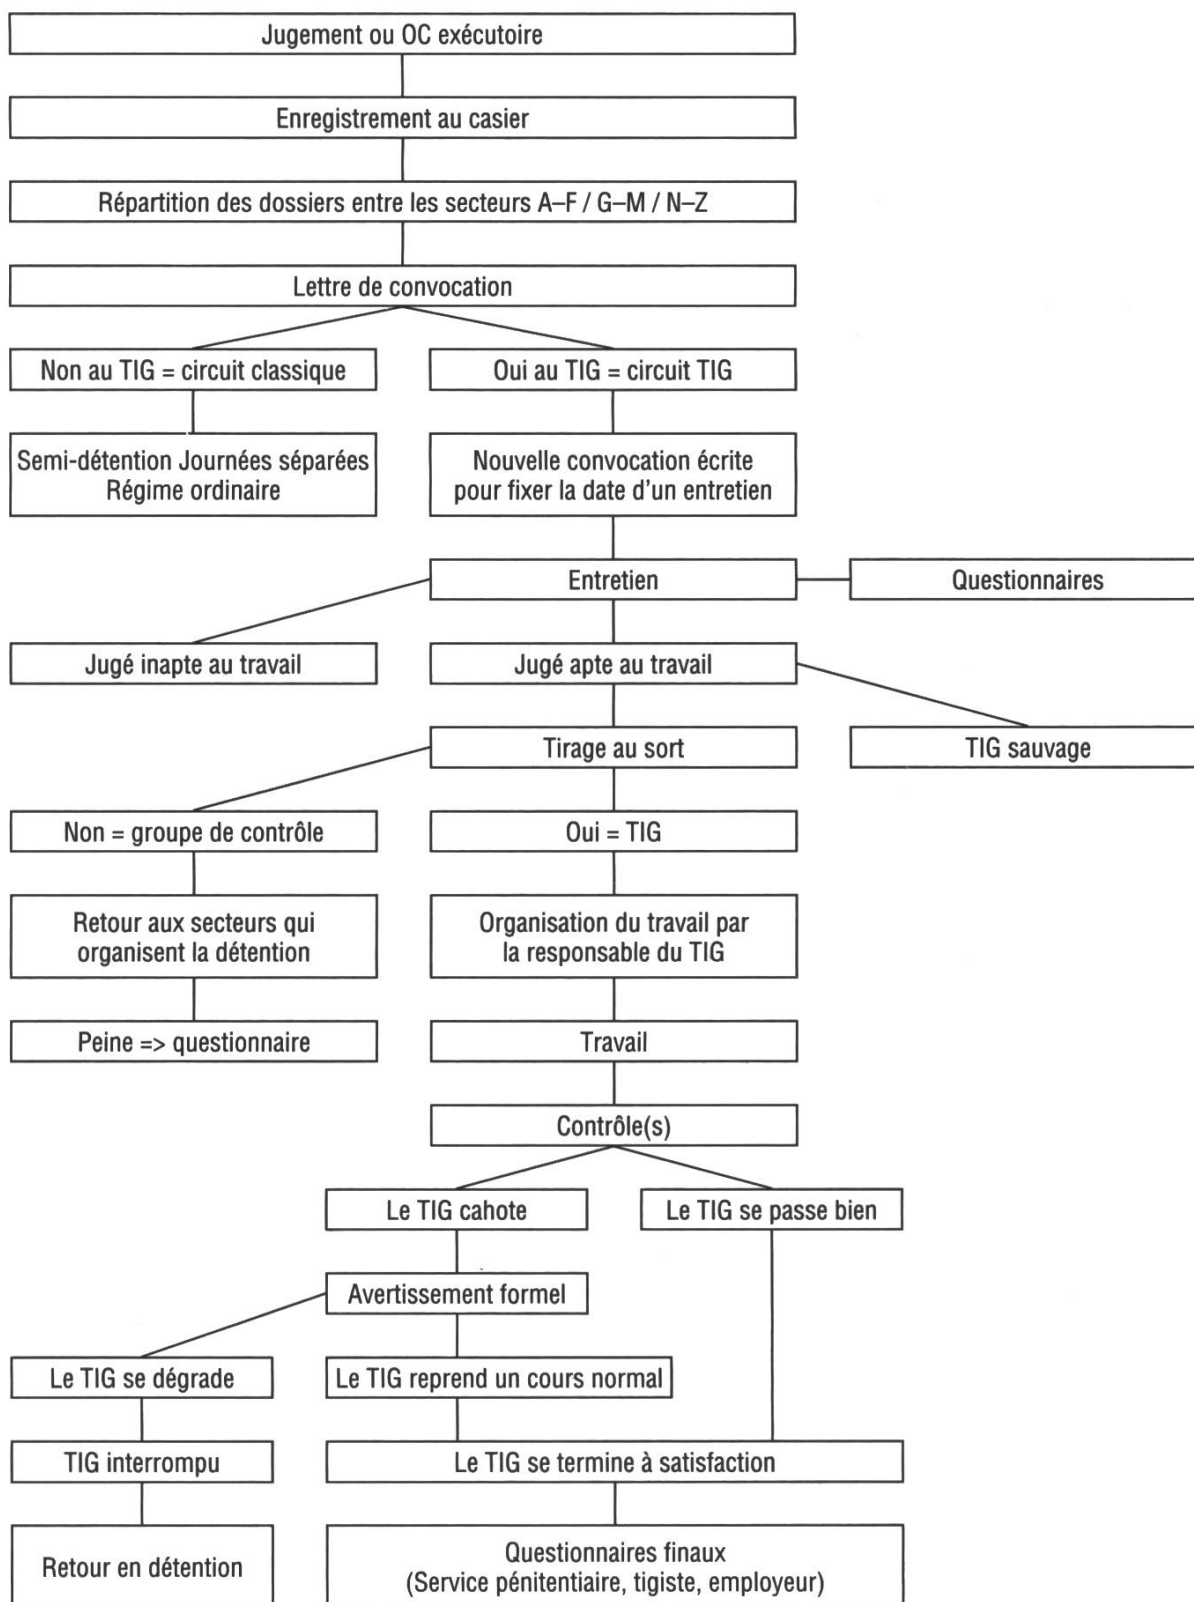 Jugement ou OC exécutoire
Enregistrement au casier
Répartition des dossiers entre les secteurs A–F / G–M / N–Z
Lettre de convocation
Non au TIG = circuit classique
Oui au TIG = circuit TIG
Semi-détention Journées séparées
Régime ordinaire
Nouvelle convocation écrite
pour fixer la date d'un entretien
Entretien
Questionnaires
Jugé inapte au travail
Jugé apte au travail
Tirage au sort
TIG sauvage
Non = groupe de contrôle
Oui = TIG
Retour aux secteurs qui
organisent la détention
Organisation du travail par
la responsable du TIG
Peine => questionnaire
Travail
Contrôle(s)
Le TIG cahote
Le TIG se passe bien
Avertissement formel
Le TIG se dégrade
Le TIG reprend un cours normal
TIG interrompu
Le TIG se termine à satisfaction
Retour en détention
Questionnaires finaux
(Service pénitentiaire, tigiste, employeur)